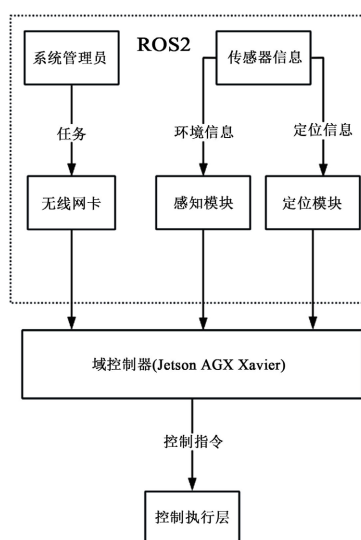 ROS2
系统管理员
传感器信息
任务
环境信息
定位信息
无线网卡
感知模块
定位模块
域控制器(Jetson AGX Xavier)
控制指令
控制执行层